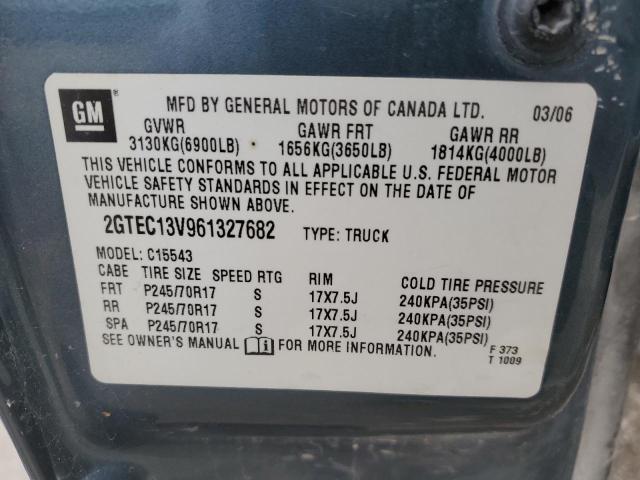 GM ®
MFD BY GENERAL MOTORS OF CANADA LTD. 03/06
GVWR GAWR FRT GAWR RR
3130KG(6900LB) 1656KG(3650LB) 1814KG(4000LB)
THIS VEHICLE CONFORMS TO ALL APPLICABLE U.S. FEDERAL MOTOR
VEHICLE SAFETY STANDARDS IN EFFECT ON THE DATE OF
MANUFACTURE SHOWN ABOVE.
2GTEC13V961327682 TYPE: TRUCK
MODEL: C15543
CABE TIRE SIZE SPEED RTG RIM COLD TIRE PRESSURE
FRT P245/70R17 S 17X7.5J 240KPA(35PSI)
RR P245/70R17 S 17X7.5J 240KPA(35PSI)
SPA P245/70R17 S 17X7.5J 240KPA(35PSI)
SEE OWNER'S MANUAL FOR MORE INFORMATION.
F 373
T 1009